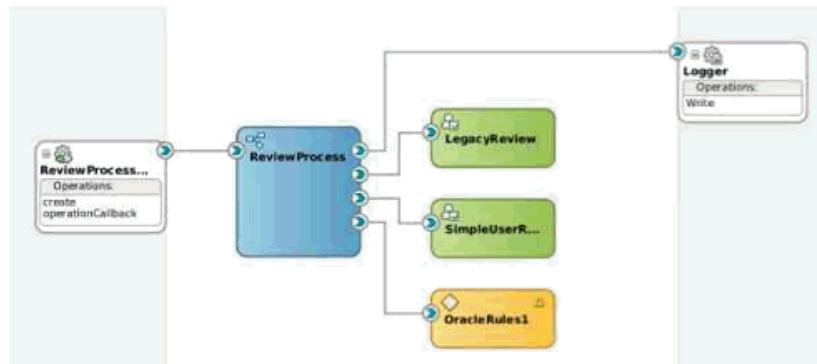 Logger
Operations:
Write
LegacyReview
ReviewProcess
ReviewProcess...
Operations:
create
operationCallback
SimpleUserR...
OracleRules1